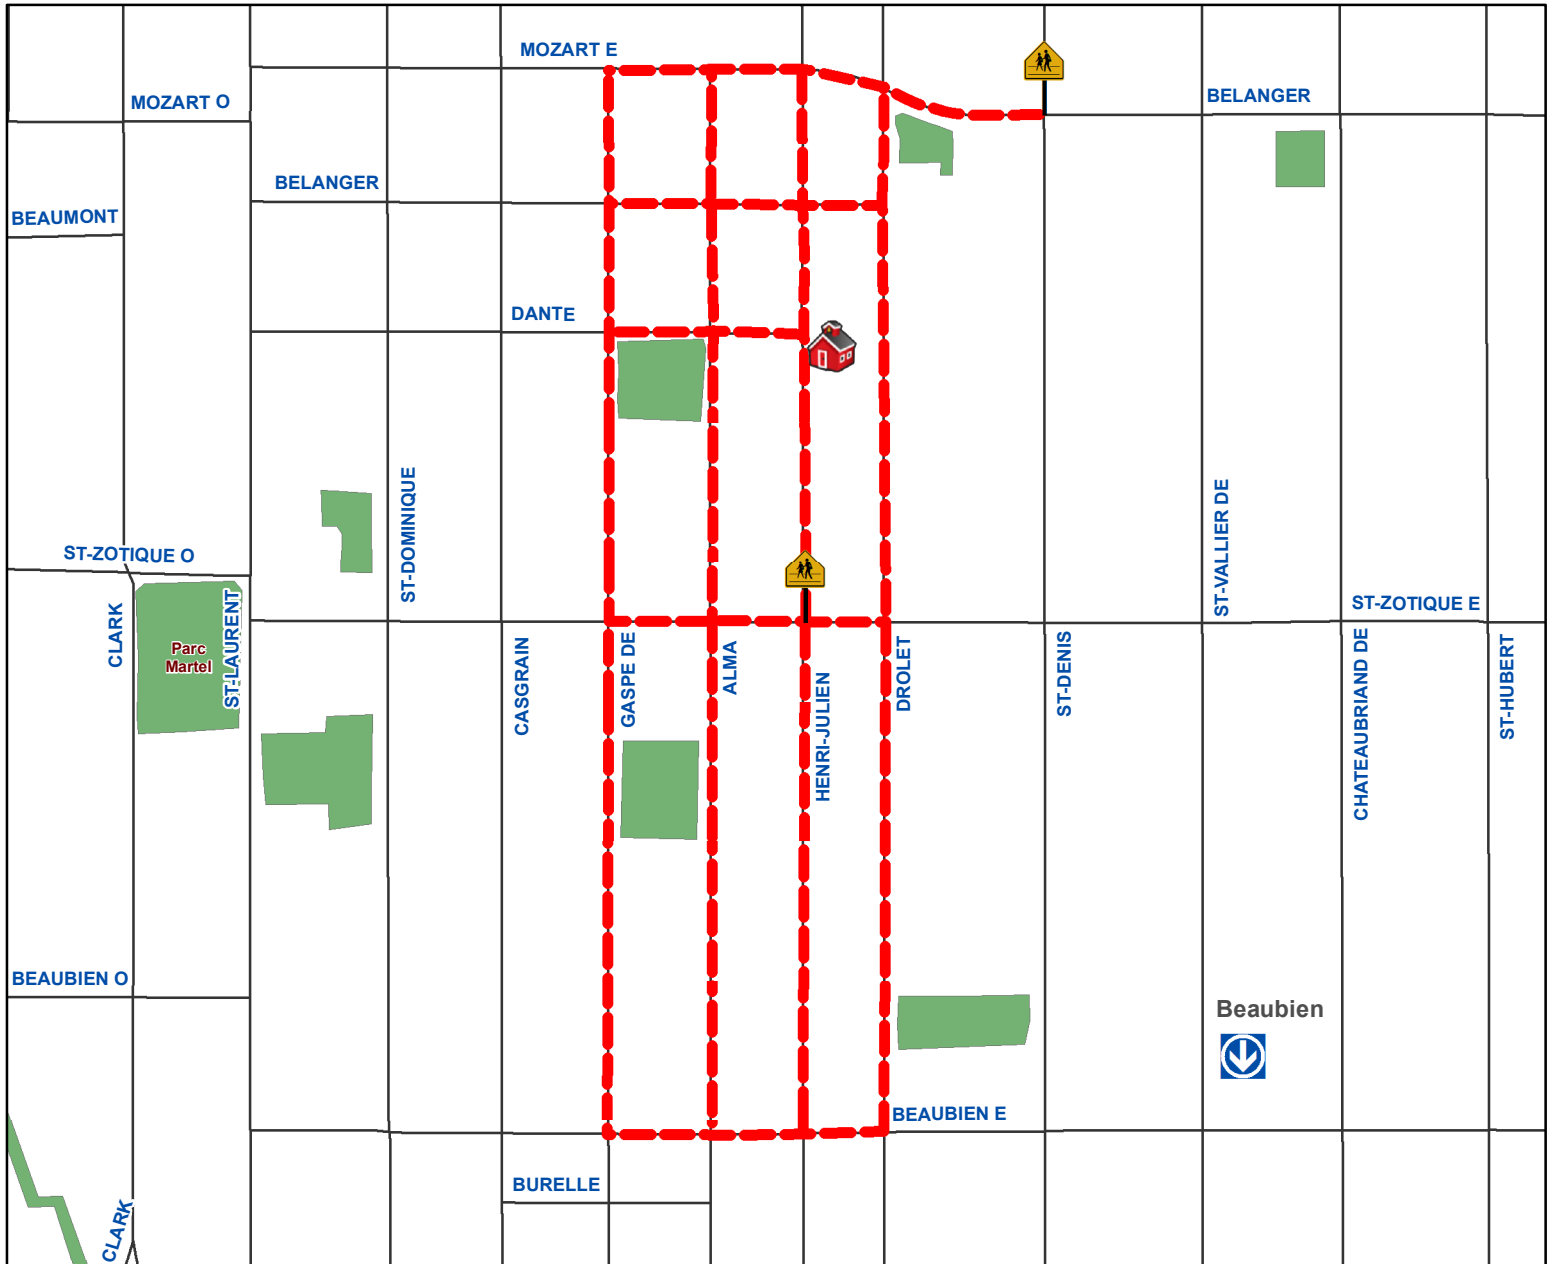 MOZART E
BELANGER
MOZART O
BELANGER
BEAUMONT
DANTE
ST-DOMINIQUE
ST-VALLIER DE
ST-ZOTIQUE O
ST-ZOTIQUE E
CLARK
ST-LAURENT
Parc
Martel
CASGRAIN
GASPE DE
ALMA
HENRI-JULIEN
DROLET
ST-DENIS
CHATEAUBRIAND DE
ST-HUBERT
BEAUBIEN O
Beaubien
BEAUBIEN E
BURELLE
CLARK